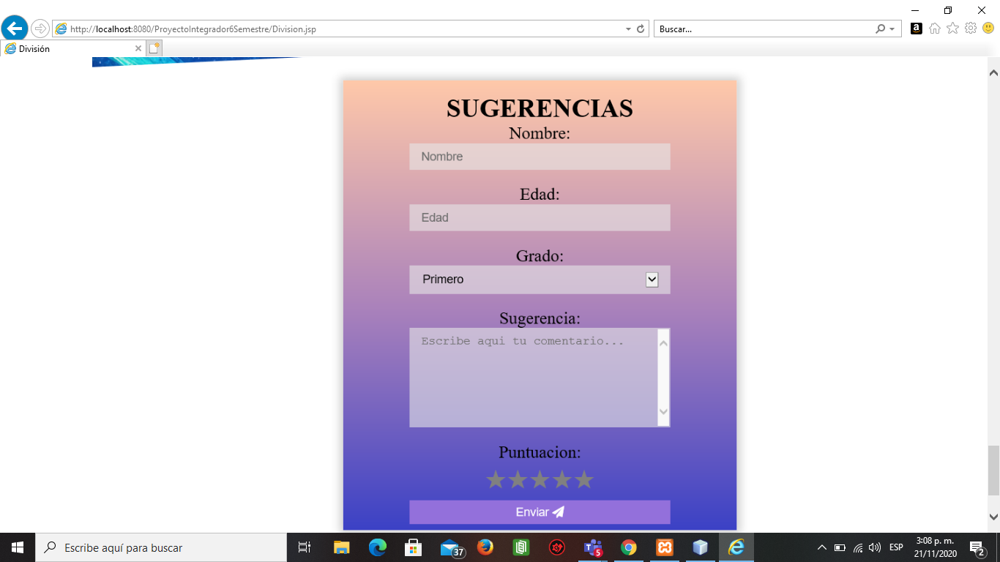 http://localhost:8080/ProyectoIntegrador6Semestre/Division.jsp
Buscar...
División
SUGERENCIAS
Nombre:
Nombre
Edad:
Edad
Grado:
Primero
Sugerencia:
Escribe aqui tu comentario...
Puntuacion:
Enviar
Escribe aquí para buscar
37
5
ESP
3:08 p. m.
21/11/2020
2